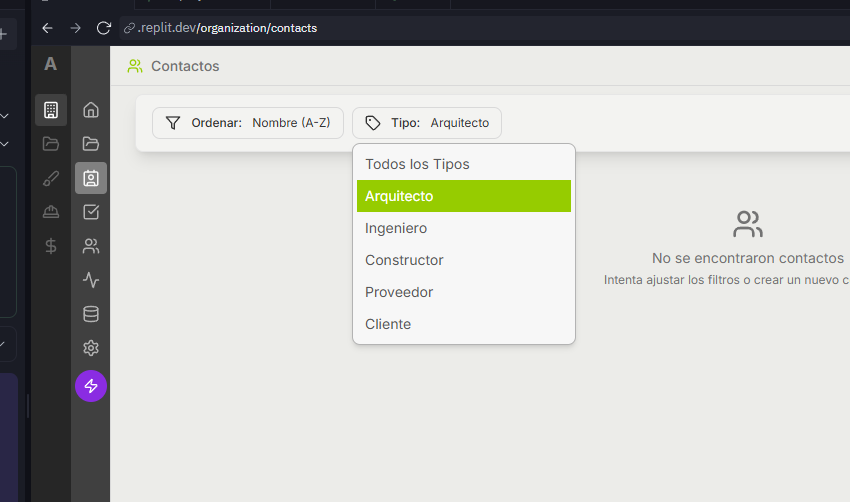 .replit.dev/organization/contacts
A
Contactos
Ordenar: Nombre (A-Z)
Tipo: Arquitecto
Todos los Tipos
Arquitecto
Ingeniero
Constructor
Proveedor
Cliente
No se encontraron contactos
Intenta ajustar los filtros o crear un nuevo c